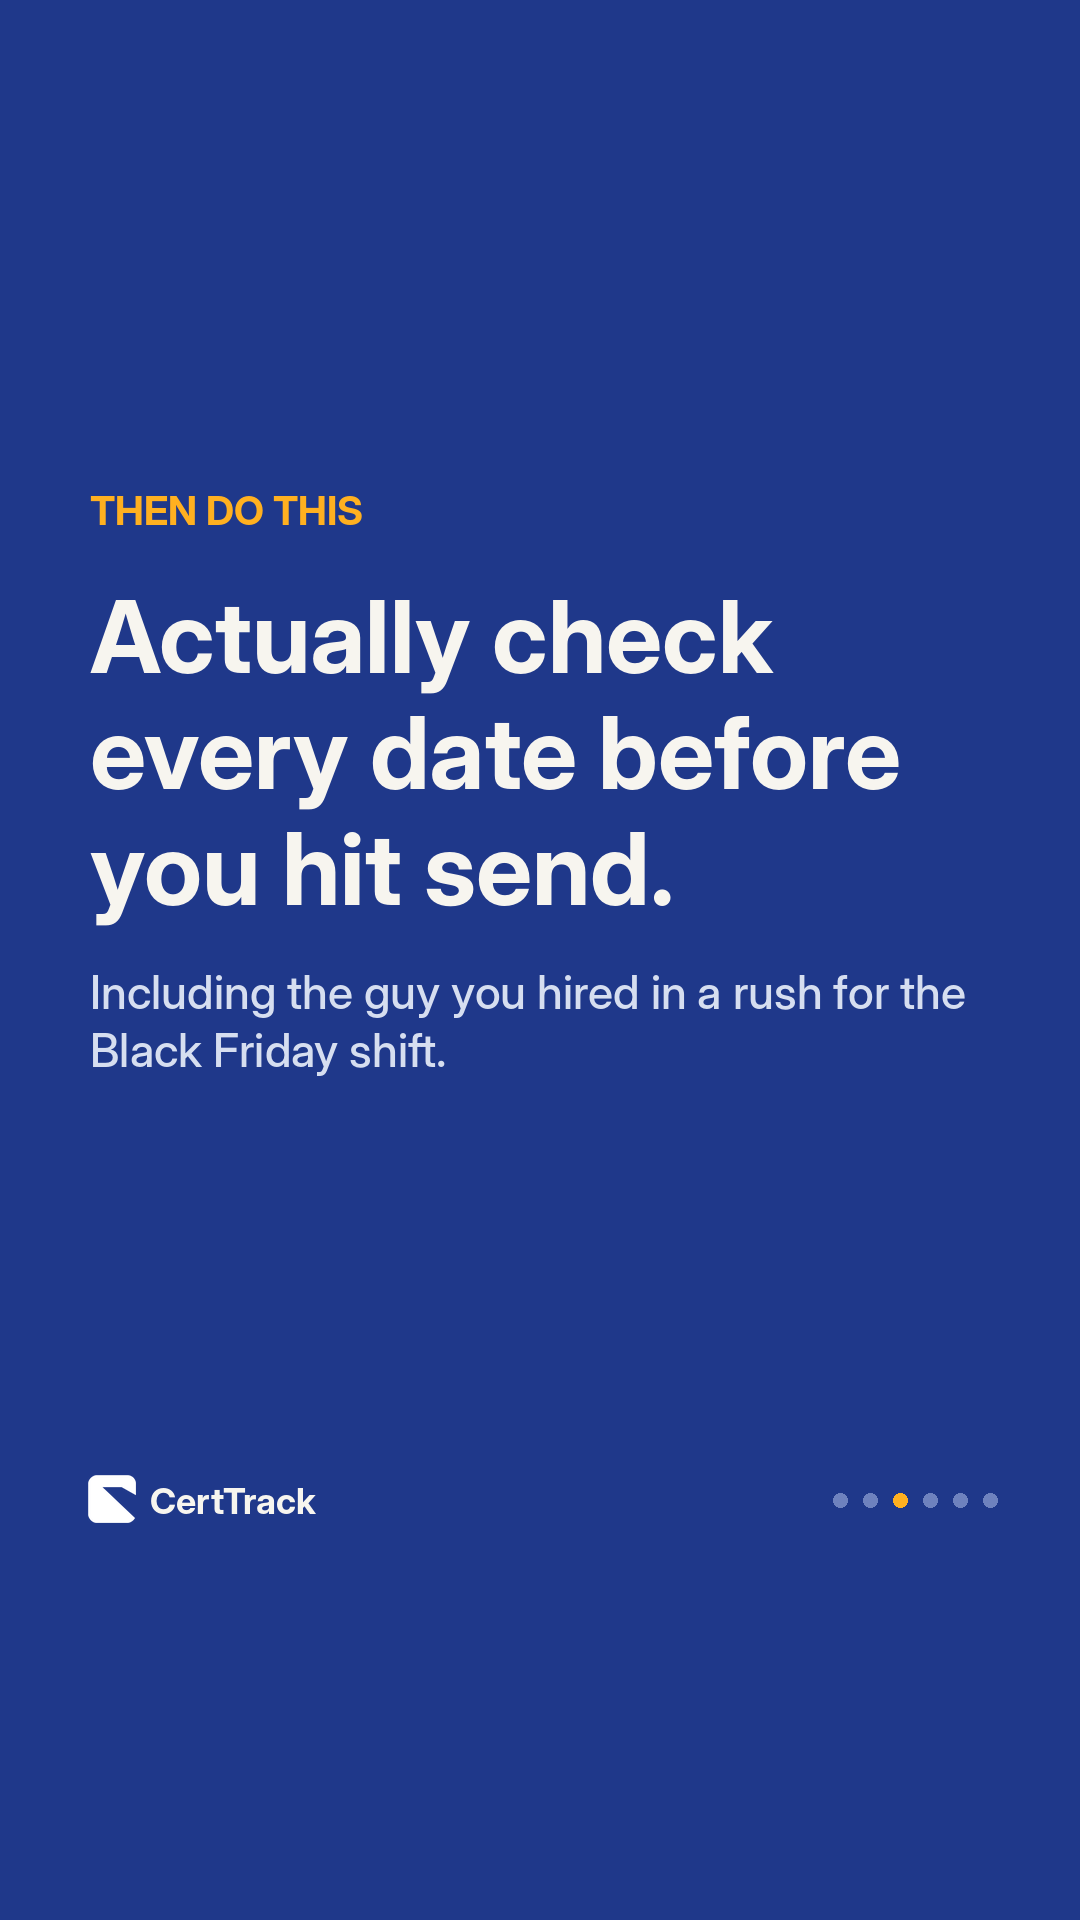 THEN DO THIS
Actually check
every date before
you hit send.
Including the guy you hired in a rush for the
Black Friday shift.
CertTrack